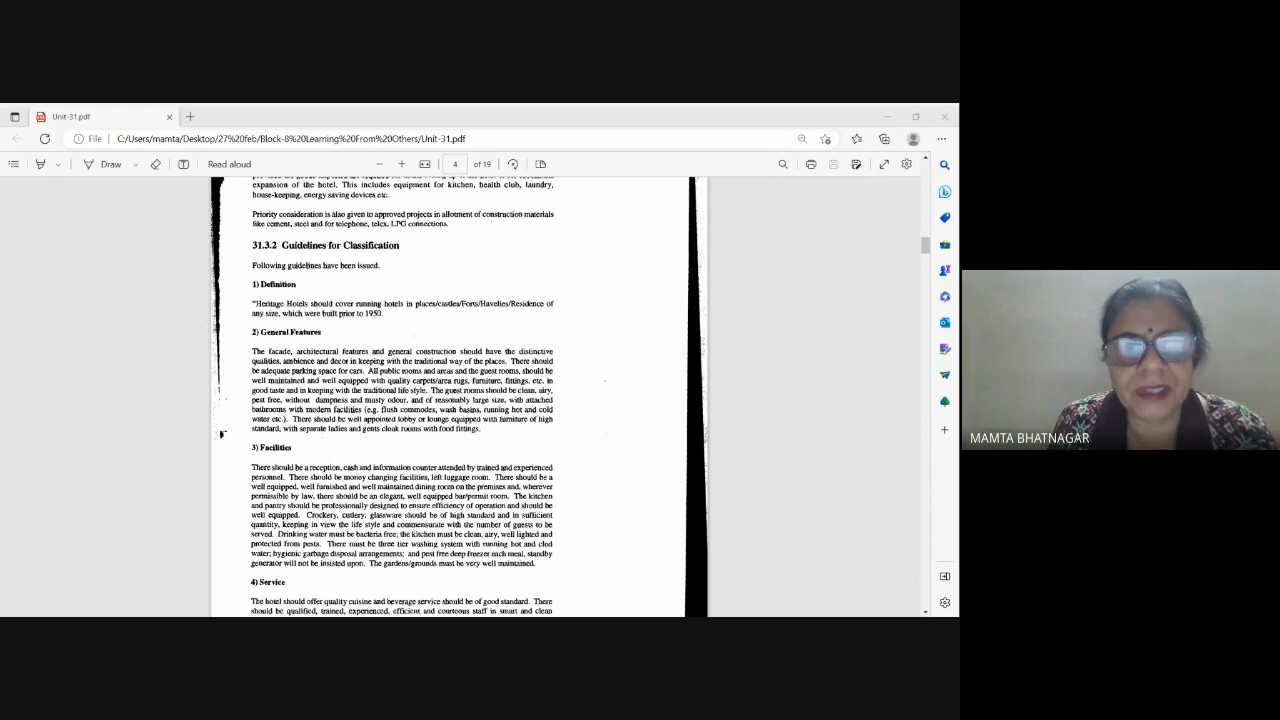 Unit-31.pdf
File
C:/Users/mamta/Desktop/27%20feb/Block-8%20Learning%20From%20Others/Unit-31.pdf
Draw
Read aloud
4 of 19
expansion of the hotel. This includes equipment for kitchen, health club, laundry,
house-keeping, energy saving devices etc.
Priority consideration is also given to approved projects in allotment of construction materials
like cement, steel and for telephone, telex, LPG connections.
31.3.2 Guidelines for Classification
Following guidelines have been issued.
1) Definition
"Heritage Hotels should cover running hotels in places/castles/Forts/Havelies/Residence of
any size, which were built prior to 1950.
2) General Features
The facade, architectural features and general construction should have the distinctive
qualities, ambience and decor in keeping with the traditional way of the places. There should
be adequate parking space for cars. All public rooms and areas and the guest rooms, should be
well maintained and well equipped with quality carpets/area rugs, furniture, fittings, etc. in
good taste and in keeping with the traditional life style. The guest rooms should be clean, airy,
pest free, without dampness and musty odour, and of reasonably large size, with attached
bathrooms with modern facilities (e.g. flush commodes, wash basins, running hot and cold
water etc.). There should be well appointed lobby or lounge equipped with furniture of high
standard, with separate ladies and gents cloak rooms with food fittings.
3) Facilities
There should be a reception, cash and information counter attended by trained and experienced
personnel. There should be money changing facilities, left luggage room. There should be a
well equipped, well furnished and well maintained dining room on the premises and, wherever
permissible by law, there should be an elegant, well equipped bar/permit room. The kitchen
and pantry should be professionally designed to ensure efficiency of operation and should be
well equipped. Crockery, cutlery, glassware should be of high standard and in sufficient
quantity, keeping in view the life style and commensurate with the number of guests to be
served. Drinking water must be bacteria free; the kitchen must be clean, airy, well lighted and
protected from pests. There must be three tier washing system with running hot and clod
water; hygienic garbage disposal arrangements; and pest free deep freezer each meal, standby
generator will not be insisted upon. The gardens/grounds must be very well maintained.
4) Service
The hotel should offer quality cuisine and beverage service should be of good standard. There
should be qualified, trained, experienced, efficient and courteous staff in smart and clean
MAMTA BHATNAGAR